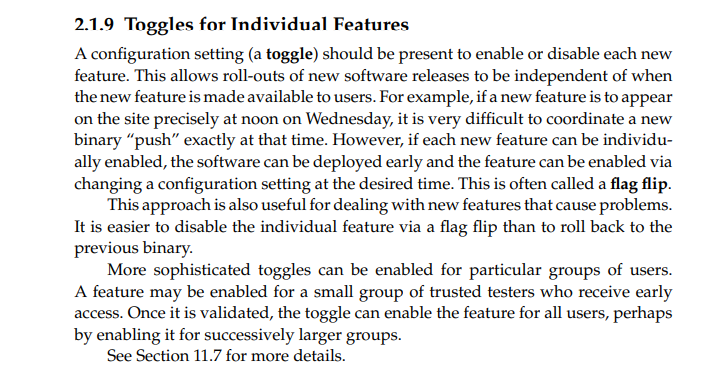 2.1.9 Toggles for Individual Features
A configuration setting (a toggle) should be present to enable or disable each new
feature. This allows roll-outs of new software releases to be independent of when
the new feature is made available to users. For example, if a new feature is to appear
on the site precisely at noon on Wednesday, it is very difficult to coordinate a new
binary “push” exactly at that time. However, if each new feature can be individu-
ally enabled, the software can be deployed early and the feature can be enabled via
changing a configuration setting at the desired time. This is often called a flag flip.
This approach is also useful for dealing with new features that cause problems.
It is easier to disable the individual feature via a flag flip than to roll back to the
previous binary.
More sophisticated toggles can be enabled for particular groups of users.
A feature may be enabled for a small group of trusted testers who receive early
access. Once it is validated, the toggle can enable the feature for all users, perhaps
by enabling it for successively larger groups.
See Section 11.7 for more details.